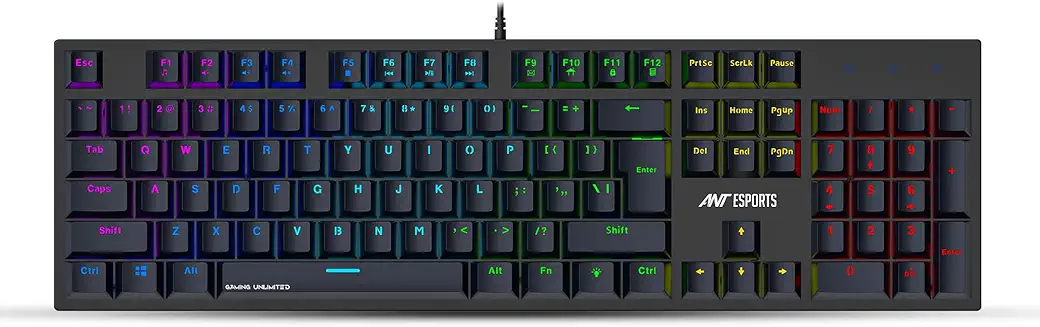 Esc F1 F2 F3 F4 F5 F6 F7 F8 F9 F10 F11 F12 PrtSc ScrLk Pause
~ 1! 2@ 3# 4$ 5% 6^ 7& 8* 9( 0) -_ =+ ← Ins Home PgUp Num / * -
Tab Q W E R T Y U I O P [{ ]} Enter Del End PgDn 7 8 9 +
Caps A S D F G H J K L ;: '" \| ANT ESPORTS 4 5 6
Shift Z X C V B N M ,< .> /? Shift ↑ 1 2 3 Enter
Ctrl Alt GAMING UNLIMITED Alt Fn Ctrl ← ↓ → 0